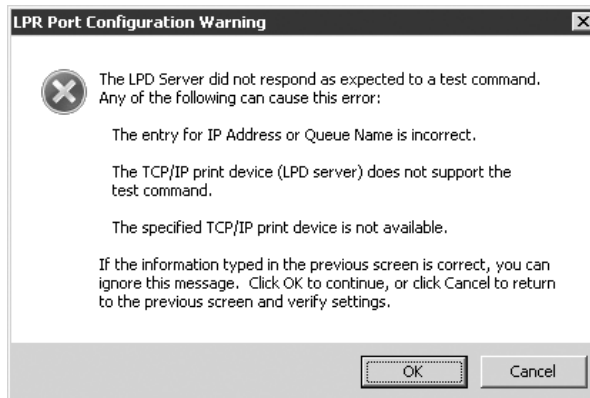 LPR Port Configuration Warning
The LPD Server did not respond as expected to a test command.
Any of the following can cause this error:
The entry for IP Address or Queue Name is incorrect.
The TCP/IP print device (LPD server) does not support the
test command.
The specified TCP/IP print device is not available.
If the information typed in the previous screen is correct, you can
ignore this message. Click OK to continue, or click Cancel to return
to the previous screen and verify settings.
OK
Cancel